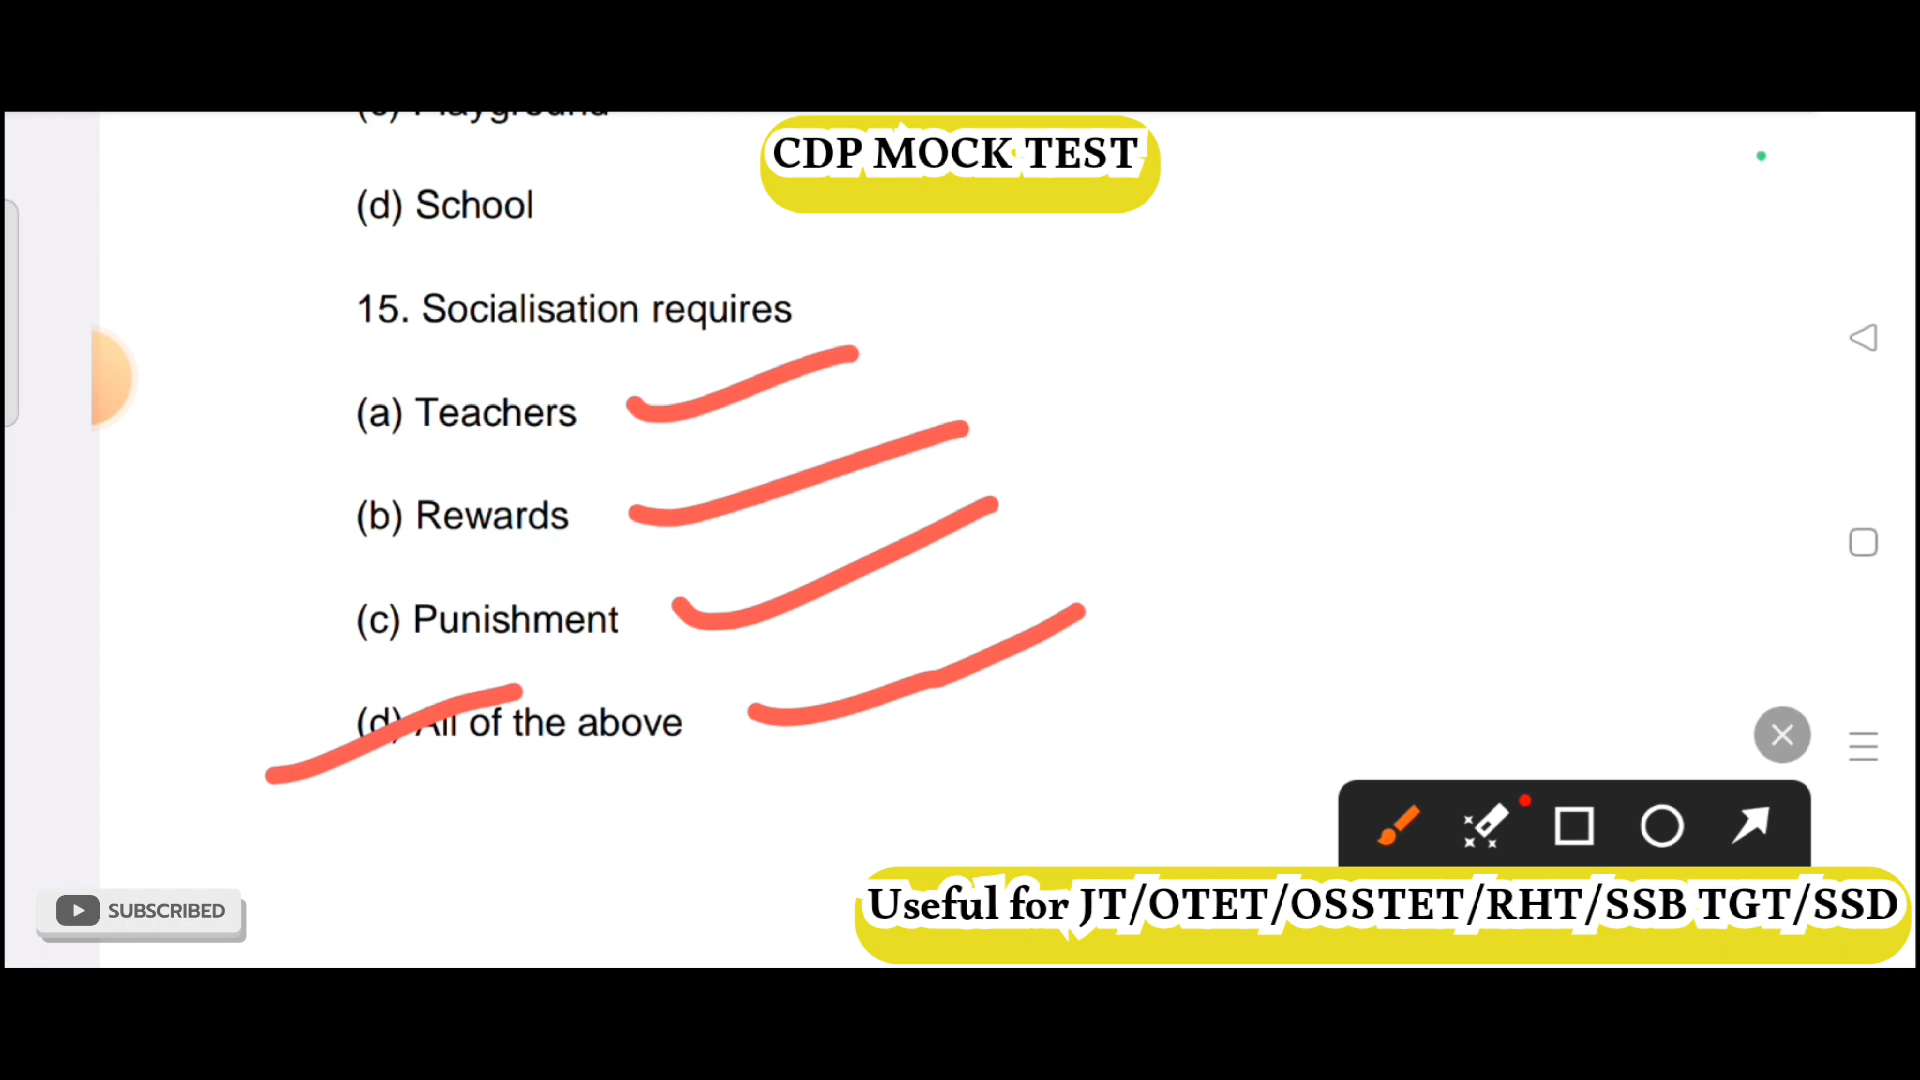 (c) Playground
CDP MOCK TEST
(d) School
15. Socialisation requires
(a) Teachers
(b) Rewards
(c) Punishment
(d) All of the above
SUBSCRIBED
Useful for JT/OTET/OSSTET/RHT/SSB TGT/SSD